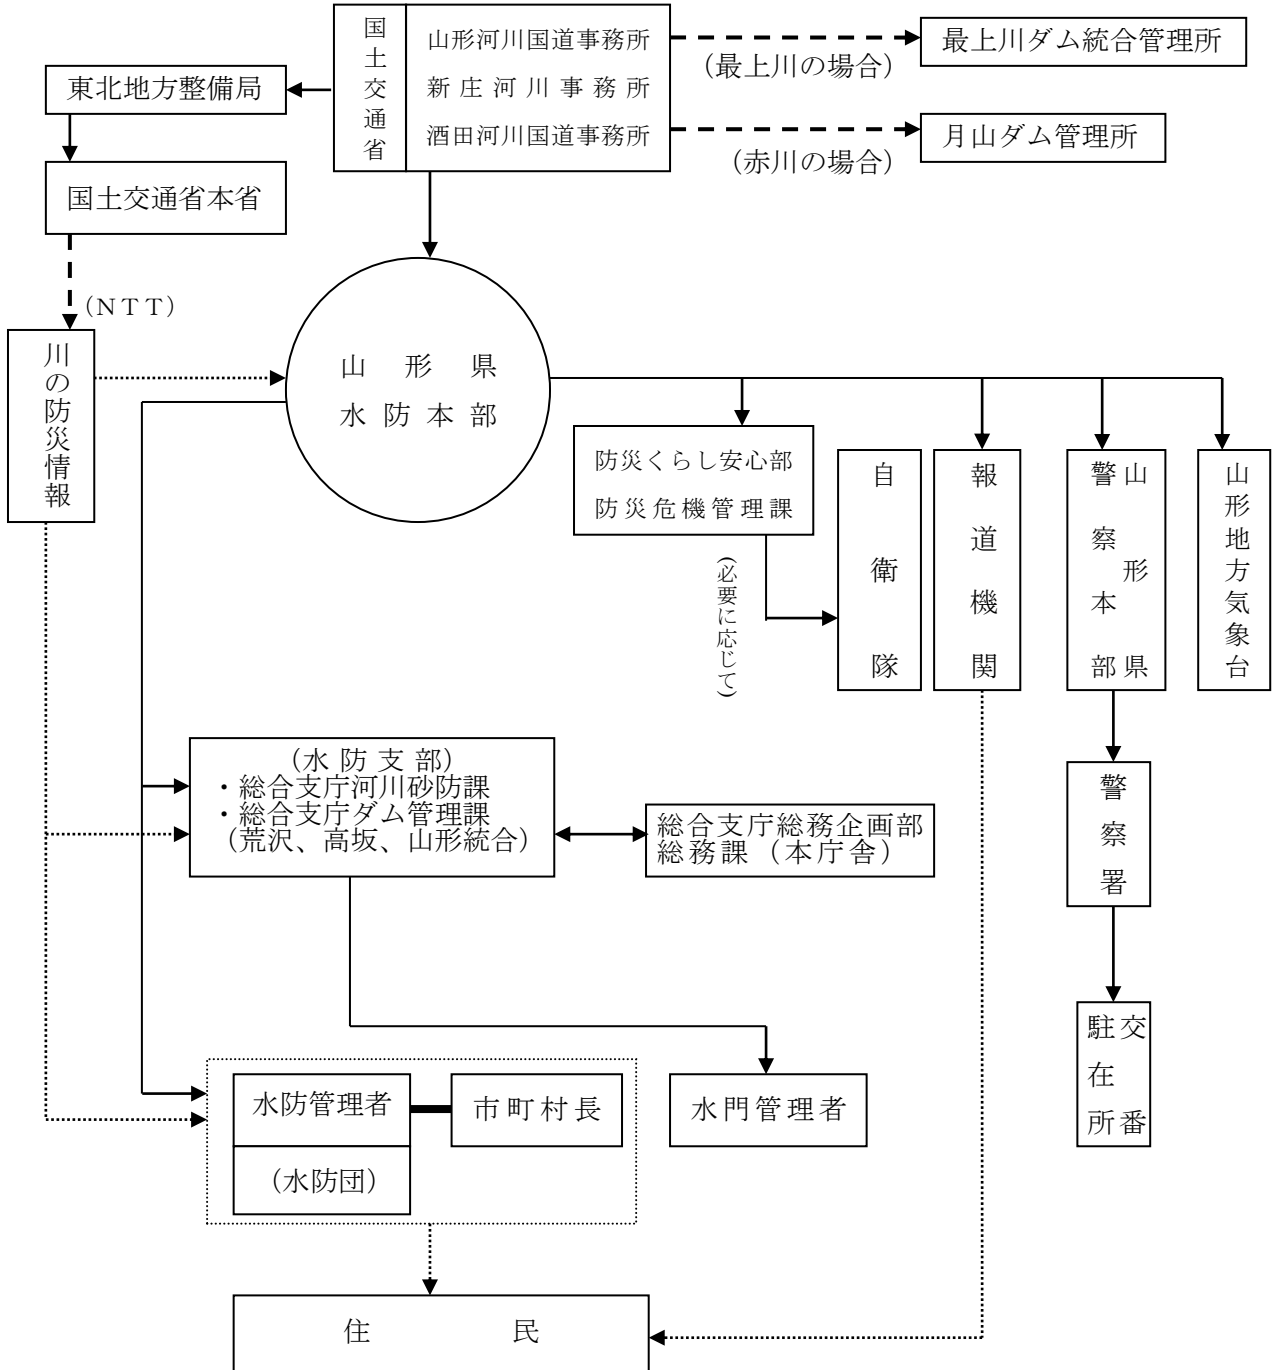 国土交通省
山形河川国道事務所
新庄河川事務所
酒田河川国道事務所
最上川ダム統合管理所
（最上川の場合）
月山ダム管理所
（赤川の場合）
東北地方整備局
国土交通省本省
（ＮＴＴ）
川の防災情報
山形県
水防本部
防災くらし安心部
防災危機管理課
（必要に応じて）
自衛隊
報道機関
山形県
警察本部
山形地方気象台
（水防支部）
・総合支庁河川砂防課
・総合支庁ダム管理課
（荒沢、高坂、山形統合）
総合支庁総務企画部
総務課（本庁舎）
警察署
交番
駐在所
水防管理者
（水防団）
市町村長
水門管理者
住民